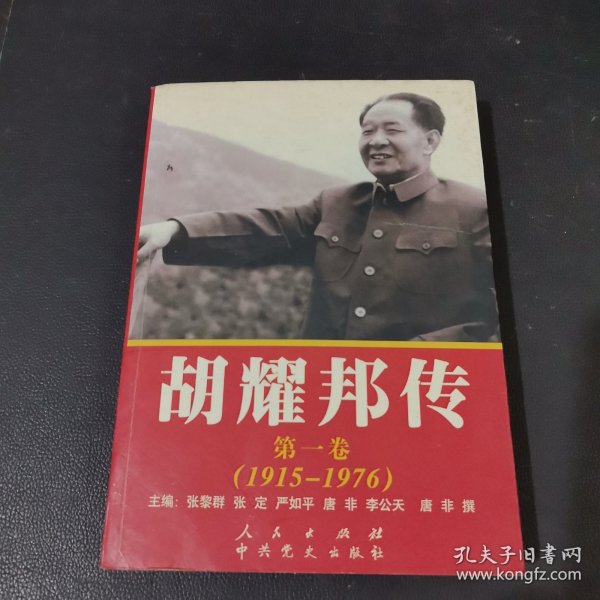 胡耀邦传
第一卷
(1915-1976)
主编：张黎群 张 定 严如平 唐 非 李公天 唐 非 撰
人民出版社
中共党史出版社
孔夫子旧书网
www.kongfz.com